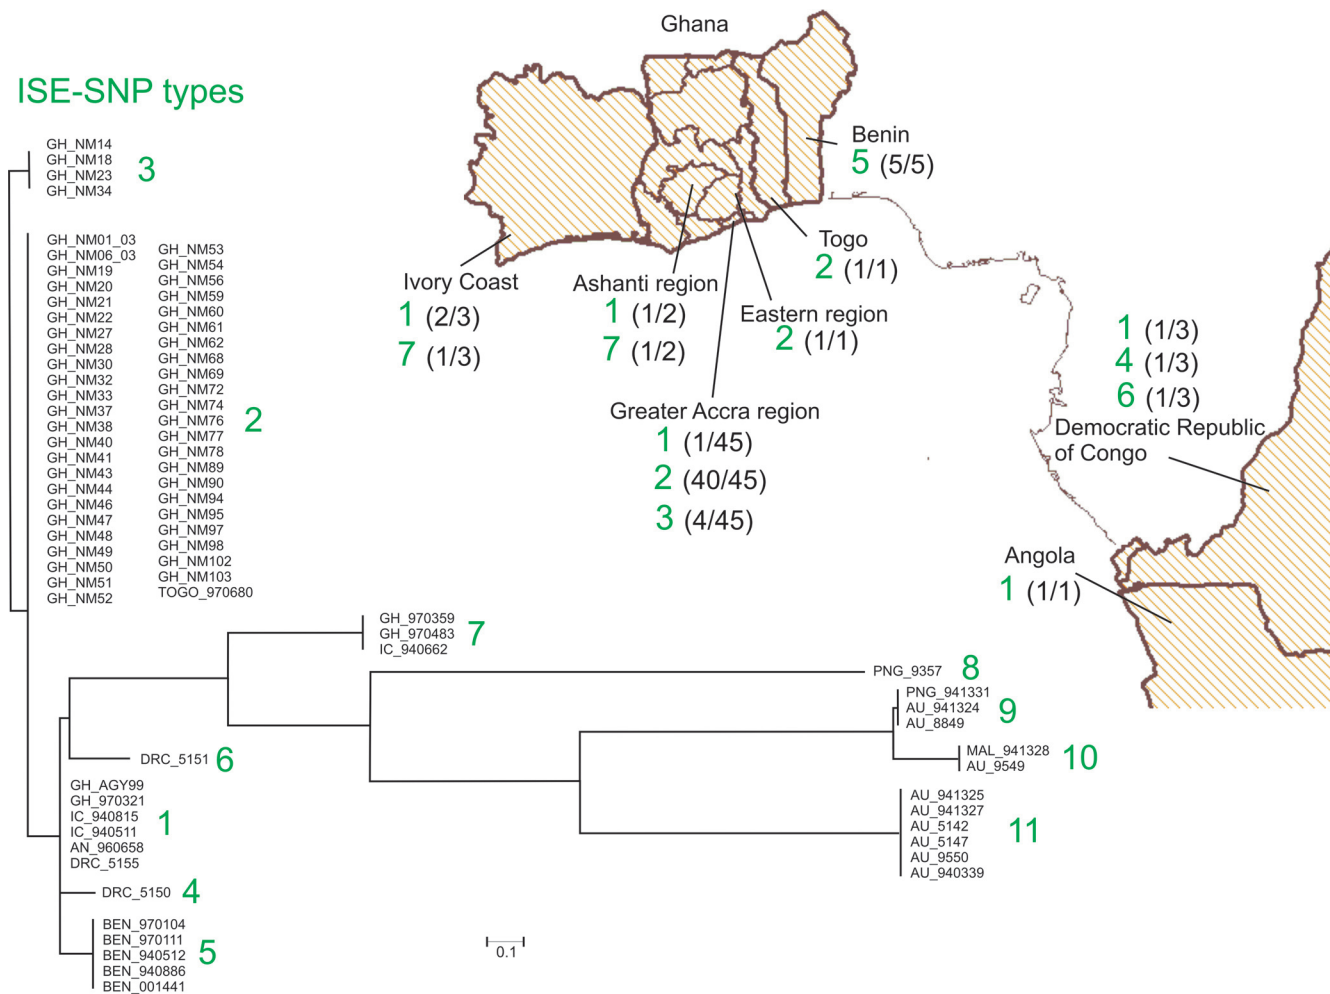 Ghana
ISE-SNP types
GH_NM14
GH_NM18
GH_NM23
GH_NM34
3
GH_NM01_03
GH_NM06_03
GH_NM19
GH_NM20
GH_NM21
GH_NM22
GH_NM27
GH_NM28
GH_NM30
GH_NM32
GH_NM33
GH_NM37
GH_NM38
GH_NM40
GH_NM41
GH_NM43
GH_NM44
GH_NM46
GH_NM47
GH_NM48
GH_NM49
GH_NM50
GH_NM51
GH_NM52
GH_NM53
GH_NM54
GH_NM56
GH_NM59
GH_NM60
GH_NM61
GH_NM62
GH_NM68
GH_NM69
GH_NM72
GH_NM74
GH_NM76
GH_NM77
GH_NM78
GH_NM89
GH_NM90
GH_NM94
GH_NM95
GH_NM97
GH_NM98
GH_NM102
GH_NM103
TOGO_970680
2
GH_970359
GH_970483
IC_940662
7
PNG_9357
8
PNG_941331
AU_941324
AU_8849
9
MAL_941328
AU_9549
10
AU_941325
AU_941327
AU_5142
AU_5147
AU_9550
AU_940339
11
DRC_5151
6
GH_AGY99
GH_970321
IC_940815
IC_940511
AN_960658
DRC_5155
1
DRC_5150
4
BEN_970104
BEN_970111
BEN_940512
BEN_940886
BEN_001441
5
0.1
Benin
5 (5/5)
Togo
2 (1/1)
Ivory Coast
1 (2/3)
7 (1/3)
Ashanti region
1 (1/2)
7 (1/2)
Eastern region
2 (1/1)
Greater Accra region
1 (1/45)
2 (40/45)
3 (4/45)
1 (1/3)
4 (1/3)
6 (1/3)
Democratic Republic
of Congo
Angola
1 (1/1)